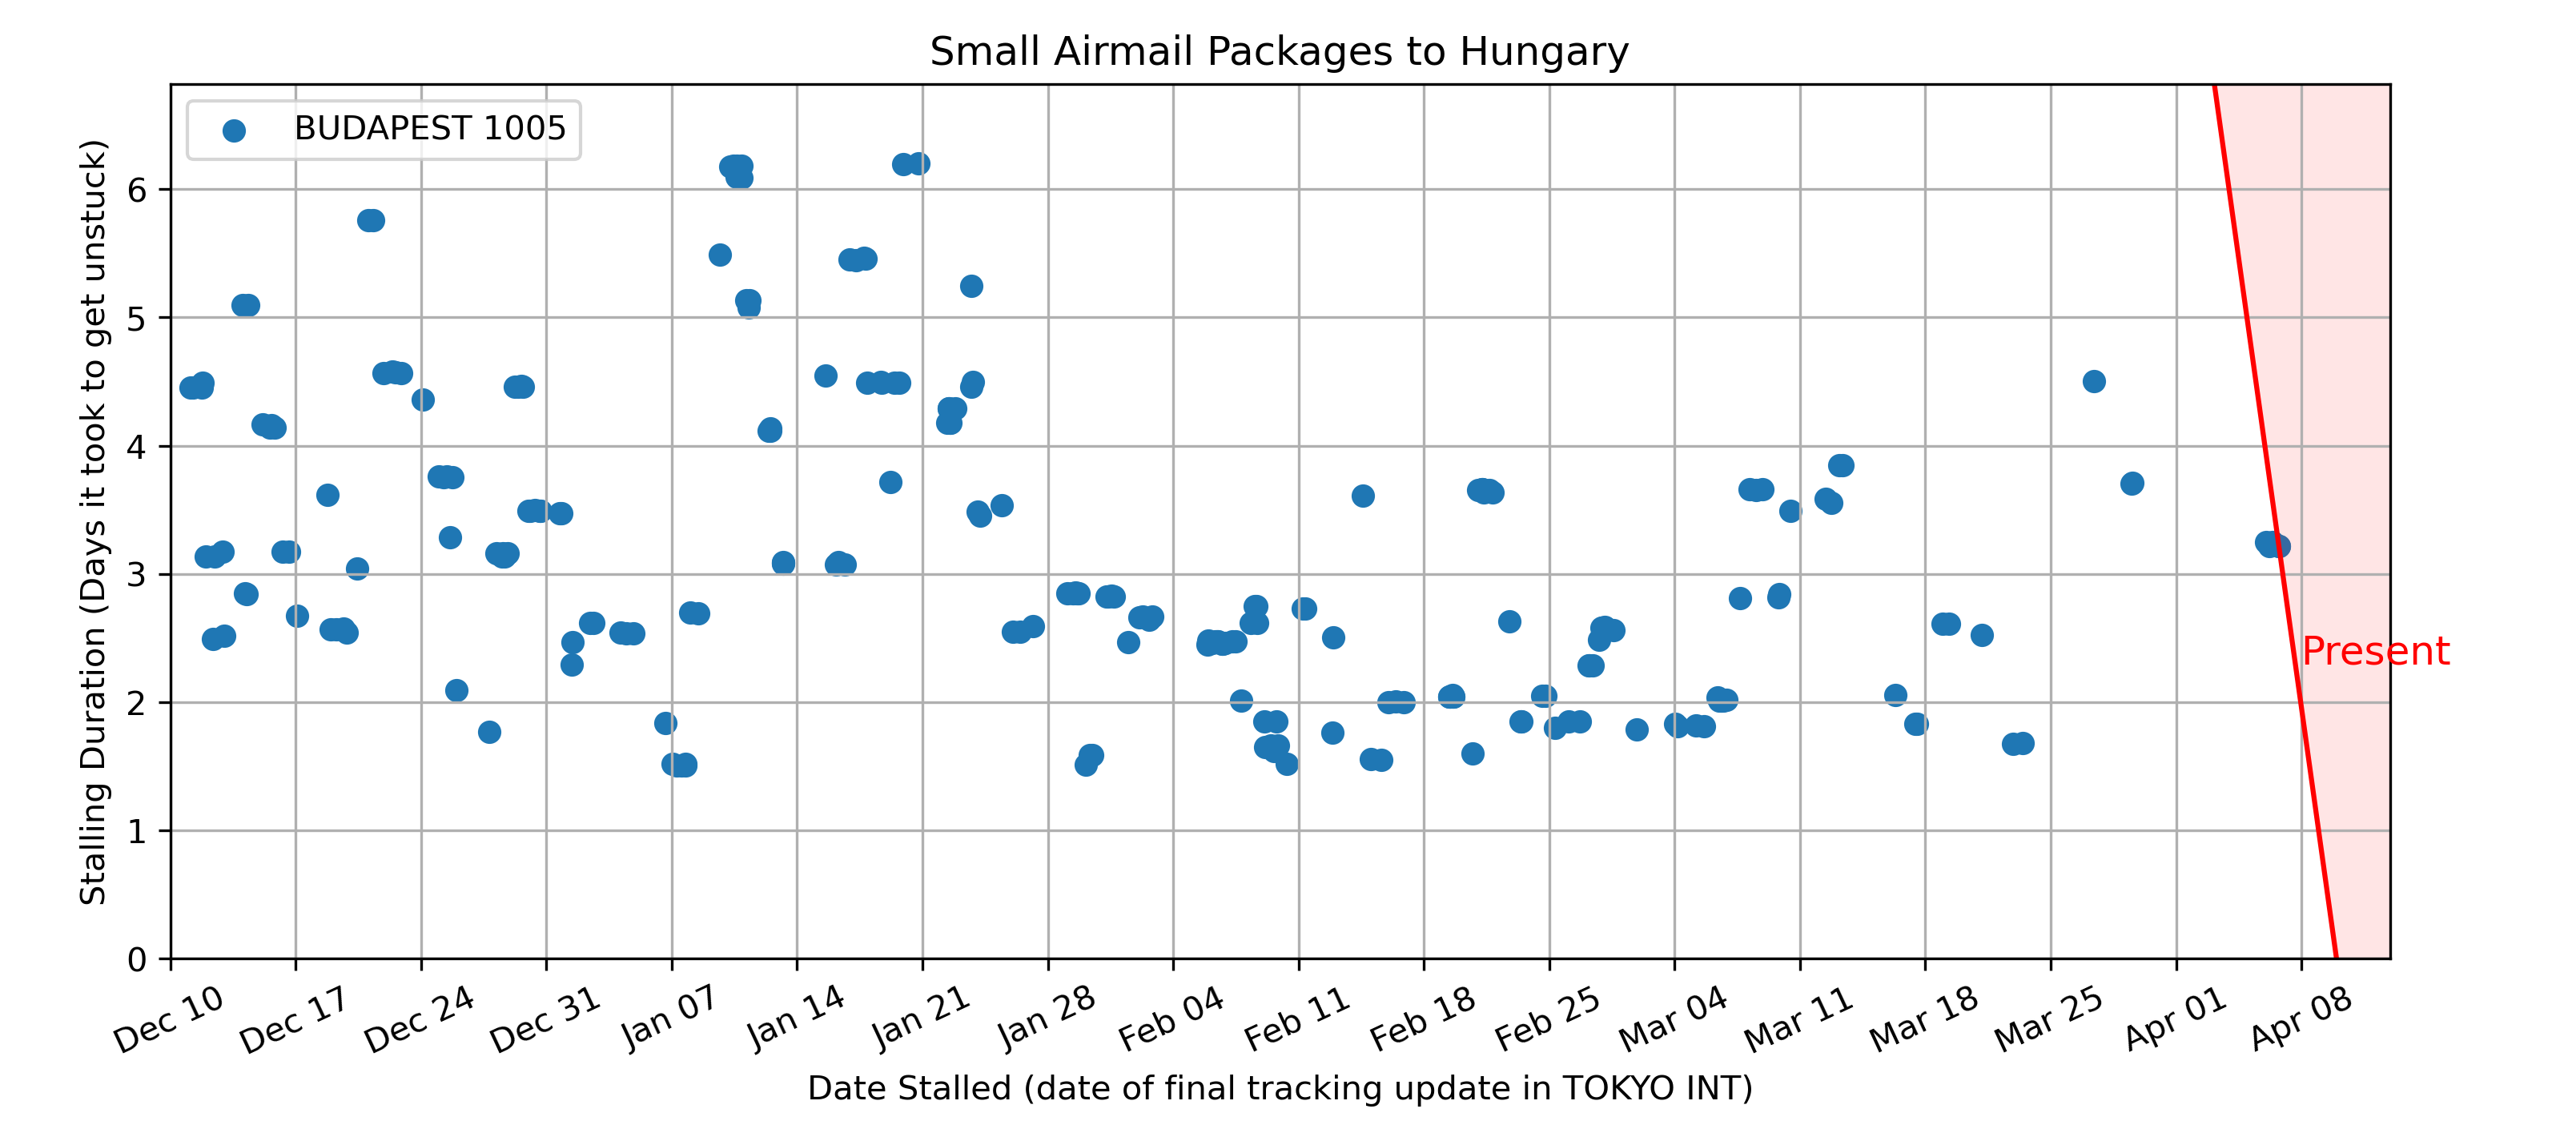 Small Airmail Packages to Hungary
BUDAPEST 1005
Stalling Duration (Days it took to get unstuck)
6
5
4
3
2
1
0
Present
Dec 10 Dec 17 Dec 24 Dec 31 Jan 07 Jan 14 Jan 21 Jan 28 Feb 04 Feb 11 Feb 18 Feb 25 Mar 04 Mar 11 Mar 18 Mar 25 Apr 01 Apr 08
Date Stalled (date of final tracking update in TOKYO INT)